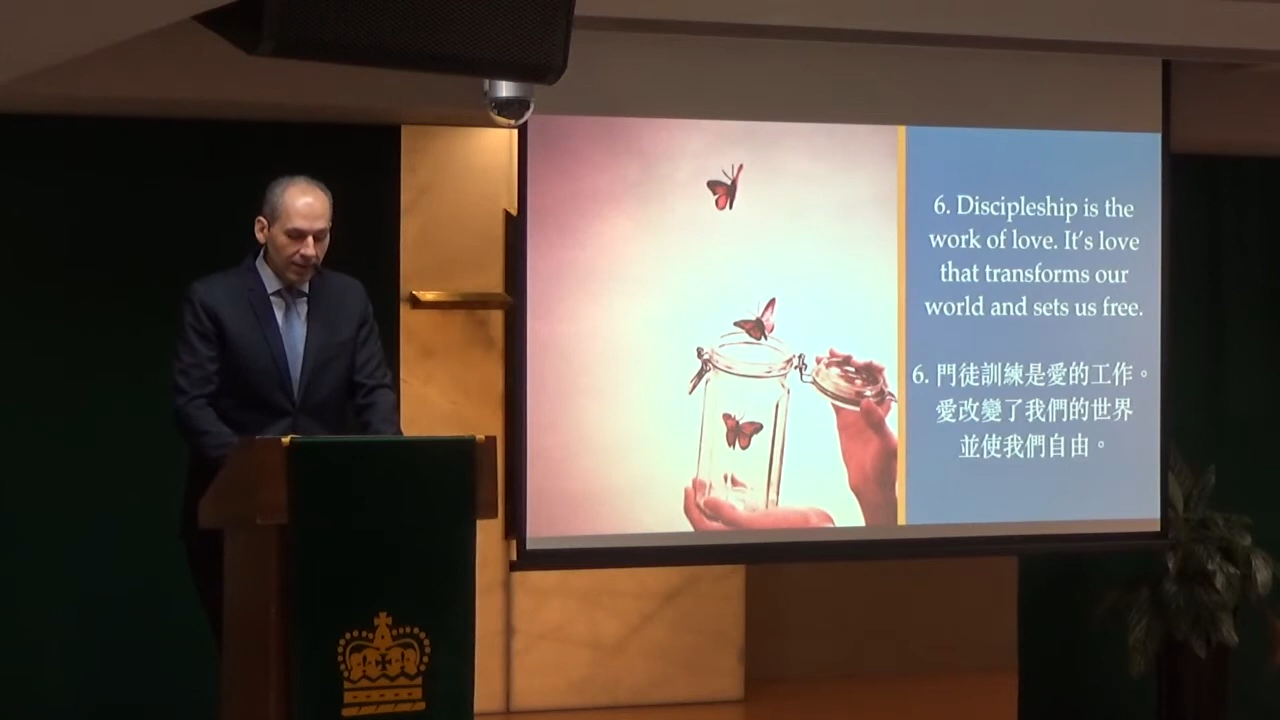 6. Discipleship is the
work of love. It’s love
that transforms our
world and sets us free.
6. 門徒訓練是愛的工作。
愛改變了我們的世界
並使我們自由。